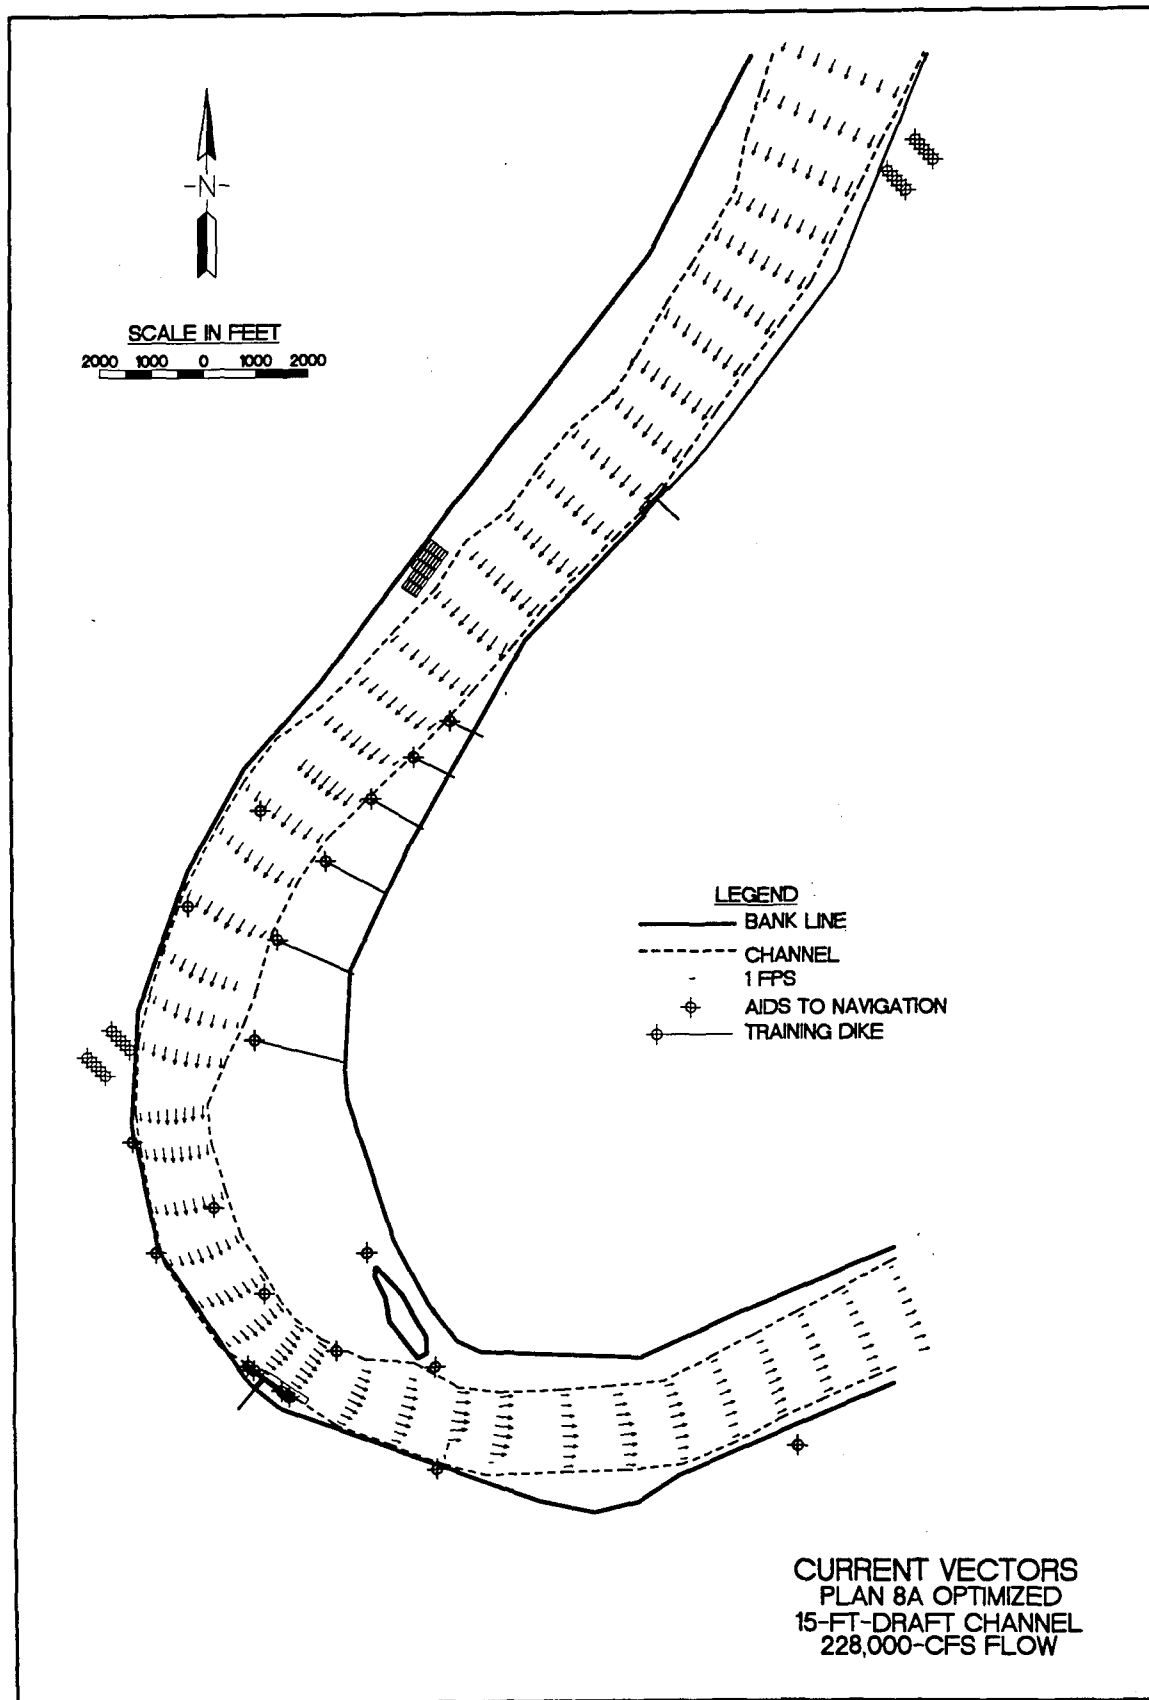 -N-
SCALE IN FEET
2000 1000 0 1000 2000
LEGEND
BANK LINE
CHANNEL
1 FPS
AIDS TO NAVIGATION
TRAINING DIKE
CURRENT VECTORS
PLAN 8A OPTIMIZED
15-FT-DRAFT CHANNEL
228,000-CFS FLOW